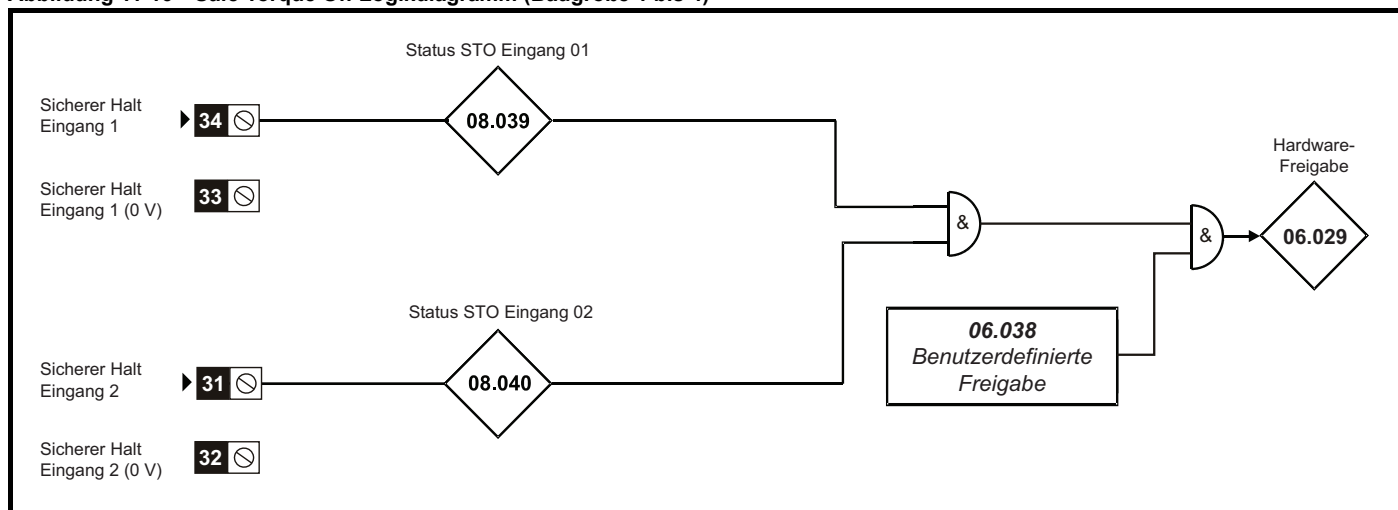 Status STO Eingang 01
Sicherer Halt
Eingang 1
34
08.039
Sicherer Halt
Eingang 1 (0 V)
33
Hardware-
Freigabe
&
&
06.029
Status STO Eingang 02
06.038
Benutzerdefinierte
Freigabe
Sicherer Halt
Eingang 2
31
08.040
Sicherer Halt
Eingang 2 (0 V)
32